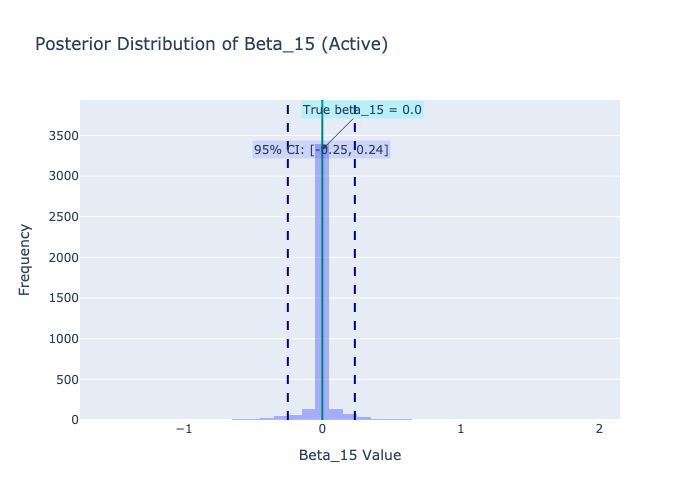 Posterior Distribution of Beta_15 (Active)
True beta_15 = 0.0
95% CI: [-0.25, 0.24]
3500
3000
2500
2000
1500
1000
500
0
Frequency
−1
0
1
2
Beta_15 Value